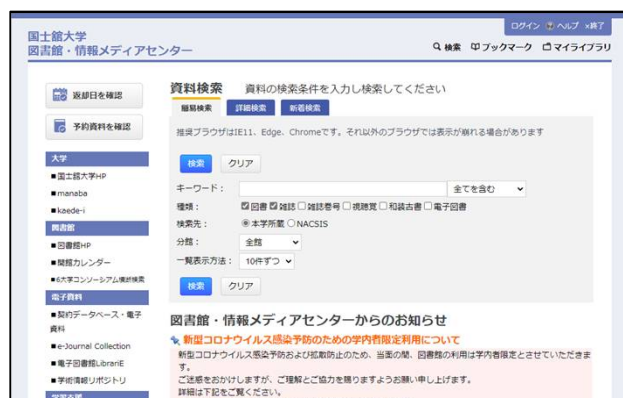 ログイン ヘルプ ×終了
国士舘大学
図書館・情報メディアセンター
検索 ブックマーク マイライブラリ
返却日を確認
予約資料を確認
大学
■国士舘大学HP
■manaba
■kaede-i
図書館
■図書館HP
■開館カレンダー
■6大学コンソーシアム横断検索
電子資料
■契約データベース・電子
資料
■e-Journal Collection
■電子図書館LibrariE
■学術情報リポジトリ
資料検索 資料の検索条件を入力し検索してください
簡易検索 詳細検索 新着検索
推奨ブラウザはIE11、Edge、Chromeです。それ以外のブラウザでは表示が崩れる場合があります
検索 クリア
キーワード： 全てを含む
種類： 図書 雑誌 雑誌巻号 視聴覚 和装古書 電子図書
検索先： 本学所蔵 NACSIS
分館： 全館
一覧表示方法： 10件ずつ
検索 クリア
図書館・情報メディアセンターからのお知らせ
新型コロナウイルス感染予防のための学内者限定利用について
新型コロナウイルス感染予防および拡散防止のため、当面の間、図書館の利用は学内者限定とさせていただきま
す。
ご迷惑をおかけしますが、ご理解とご協力を賜りますようお願い申し上げます。
詳細は下記をご覧ください。